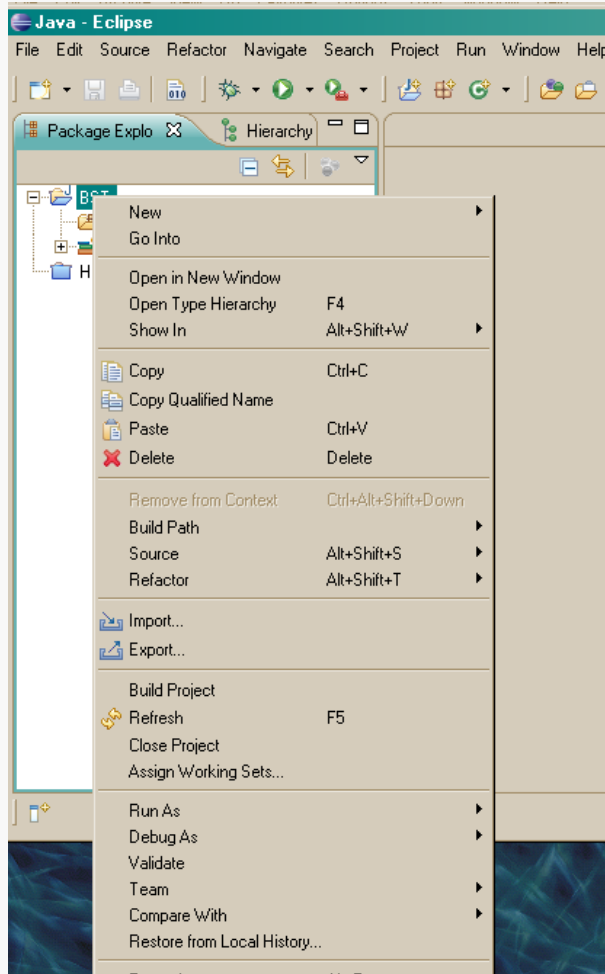 Java - Eclipse
File Edit Source Refactor Navigate Search Project Run Window Help
010
Package Explo Hierarchy
BST
H
New
Go Into
Open in New Window
Open Type Hierarchy F4
Show In Alt+Shift+W
Copy Ctrl+C
Copy Qualified Name
Paste Ctrl+V
Delete Delete
Remove from Context Ctrl+Alt+Shift+Down
Build Path
Source Alt+Shift+S
Refactor Alt+Shift+T
Import...
Export...
Build Project
Refresh F5
Close Project
Assign Working Sets...
Run As
Debug As
Validate
Team
Compare With
Restore from Local History...